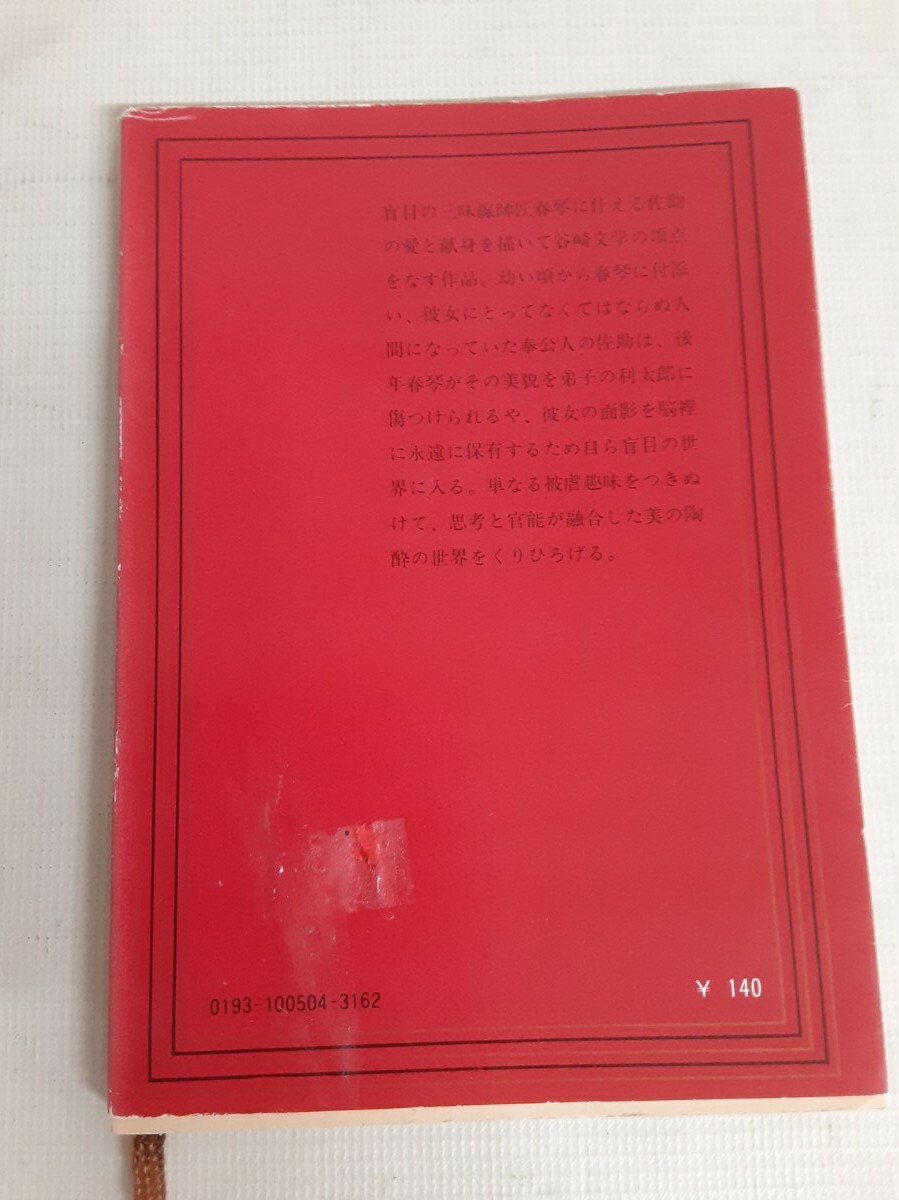 盲目の三味線師匠春琴に仕える佐助
の愛と献身を描いて谷崎文学の頂点
をなす作品。幼い頃から春琴に付添
い、彼女にとってなくてはならぬ人
間になっていた奉公人の佐助は、後
年春琴がその美貌を弟子の利太郎に
傷つけられるや、彼女の面影を脳裡
に永遠に保有するため自ら盲目の世
界に入る。単なる被虐趣味をつきぬ
けて、思考と官能が融合した美の陶
酔の世界をくりひろげる。
0193-100504-3162
¥ 140